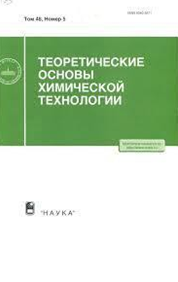 Том 46, Номер 5
ТЕОРЕТИЧЕСКИЕ
ОСНОВЫ
ХИМИЧЕСКОЙ
ТЕХНОЛОГИИ
"НАУКА"